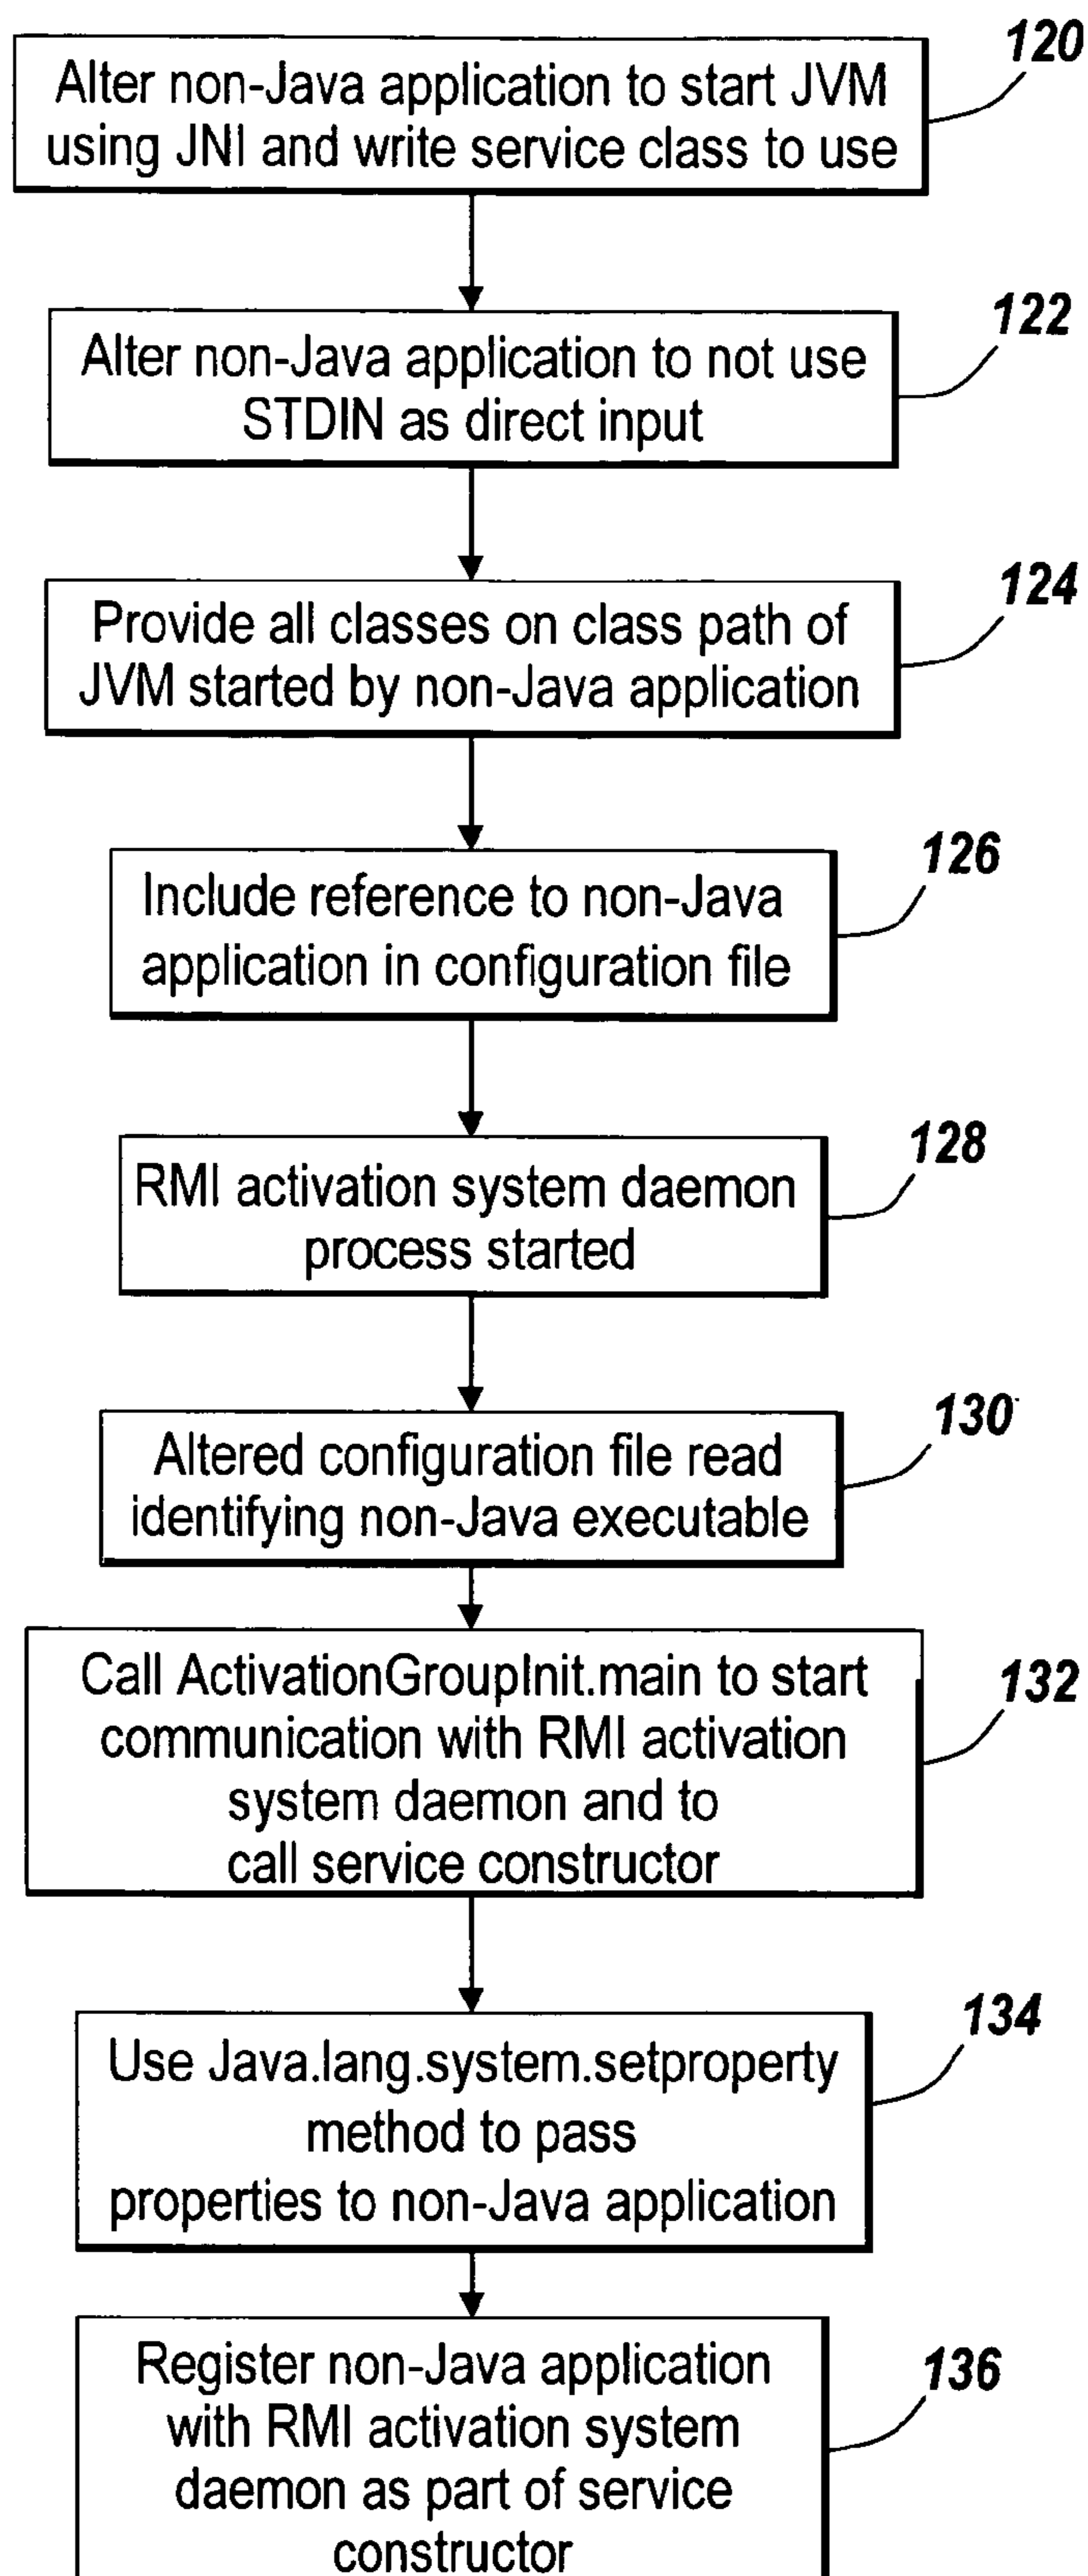 120
Alter non-Java application to start JVM
using JNI and write service class to use
122
Alter non-Java application to not use
STDIN as direct input
124
Provide all classes on class path of
JVM started by non-Java application
126
Include reference to non-Java
application in configuration file
128
RMI activation system daemon
process started
130
Altered configuration file read
identifying non-Java executable
132
Call ActivationGroupInit.main to start
communication with RMI activation
system daemon and to
call service constructor
134
Use Java.lang.system.setproperty
method to pass
properties to non-Java application
136
Register non-Java application
with RMI activation system
daemon as part of service
constructor